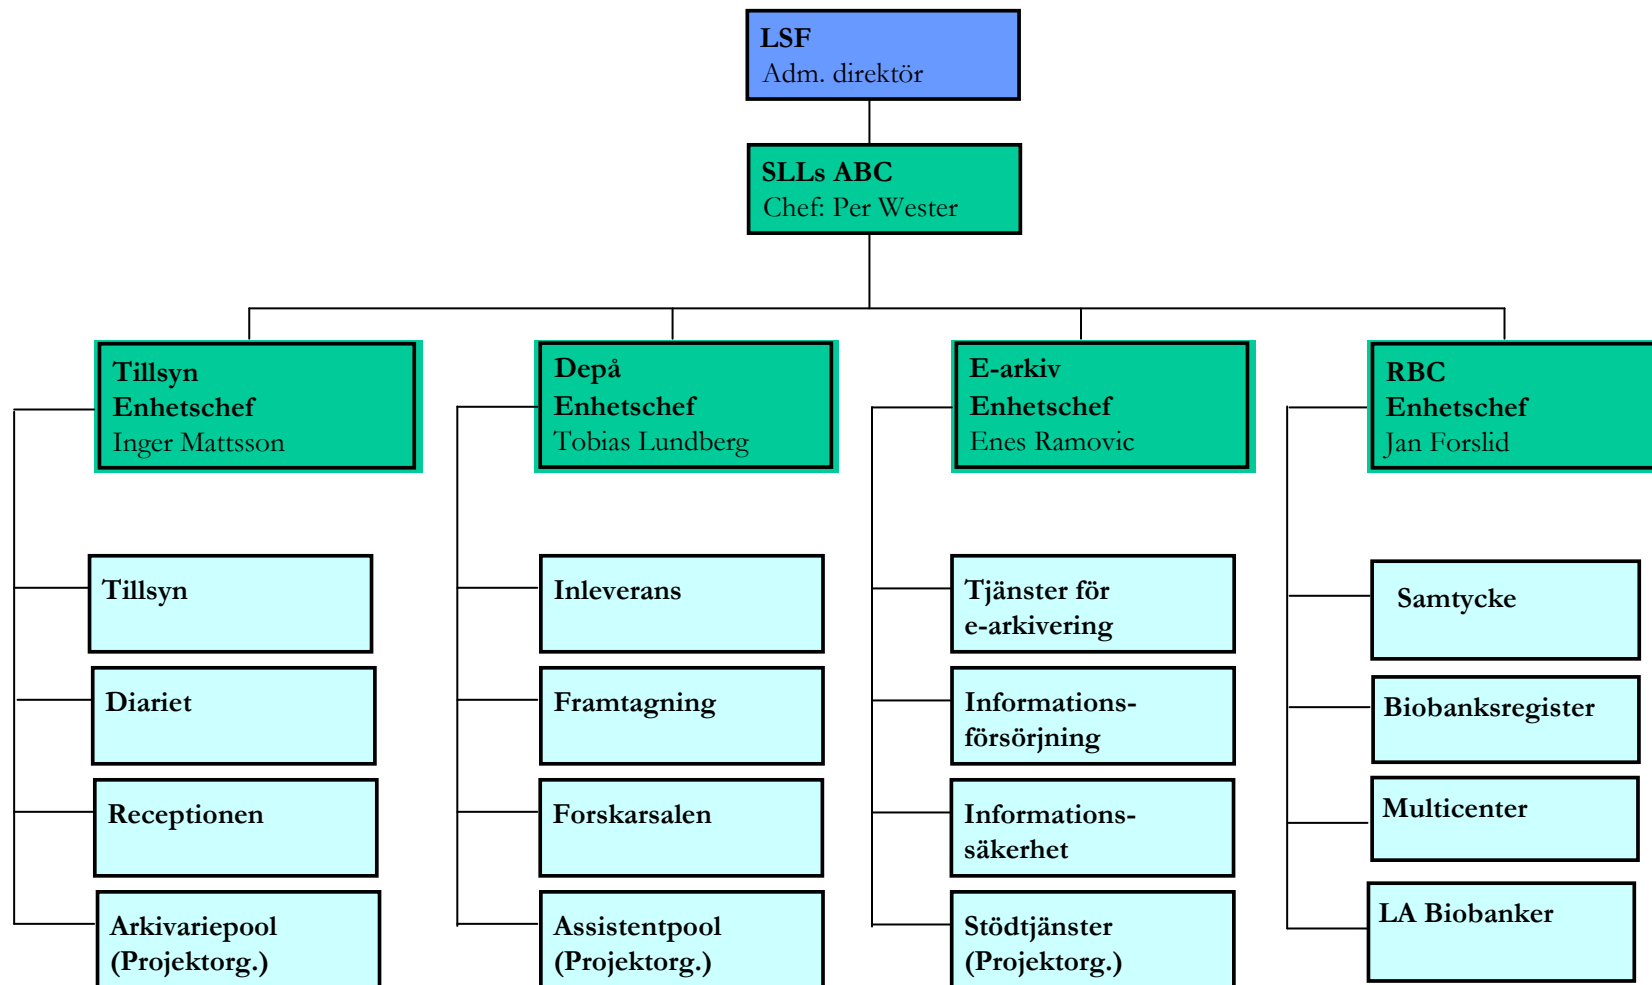 LSF
Adm. direktör
SLLs ABC
Chef: Per Wester
Tillsyn
Enhetschef
Inger Mattsson
Depå
Enhetschef
Tobias Lundberg
E-arkiv
Enhetschef
Enes Ramovic
RBC
Enhetschef
Jan Forslid
Tillsyn
Diariet
Receptionen
Arkivariepool
(Projektorg.)
Inleverans
Framtagning
Forskarsalen
Assistentpool
(Projektorg.)
Tjänster för
e-arkivering
Informations-
försörjning
Informations-
säkerhet
Stödtjänster
(Projektorg.)
Samtycke
Biobanksregister
Multicenter
LA Biobanker